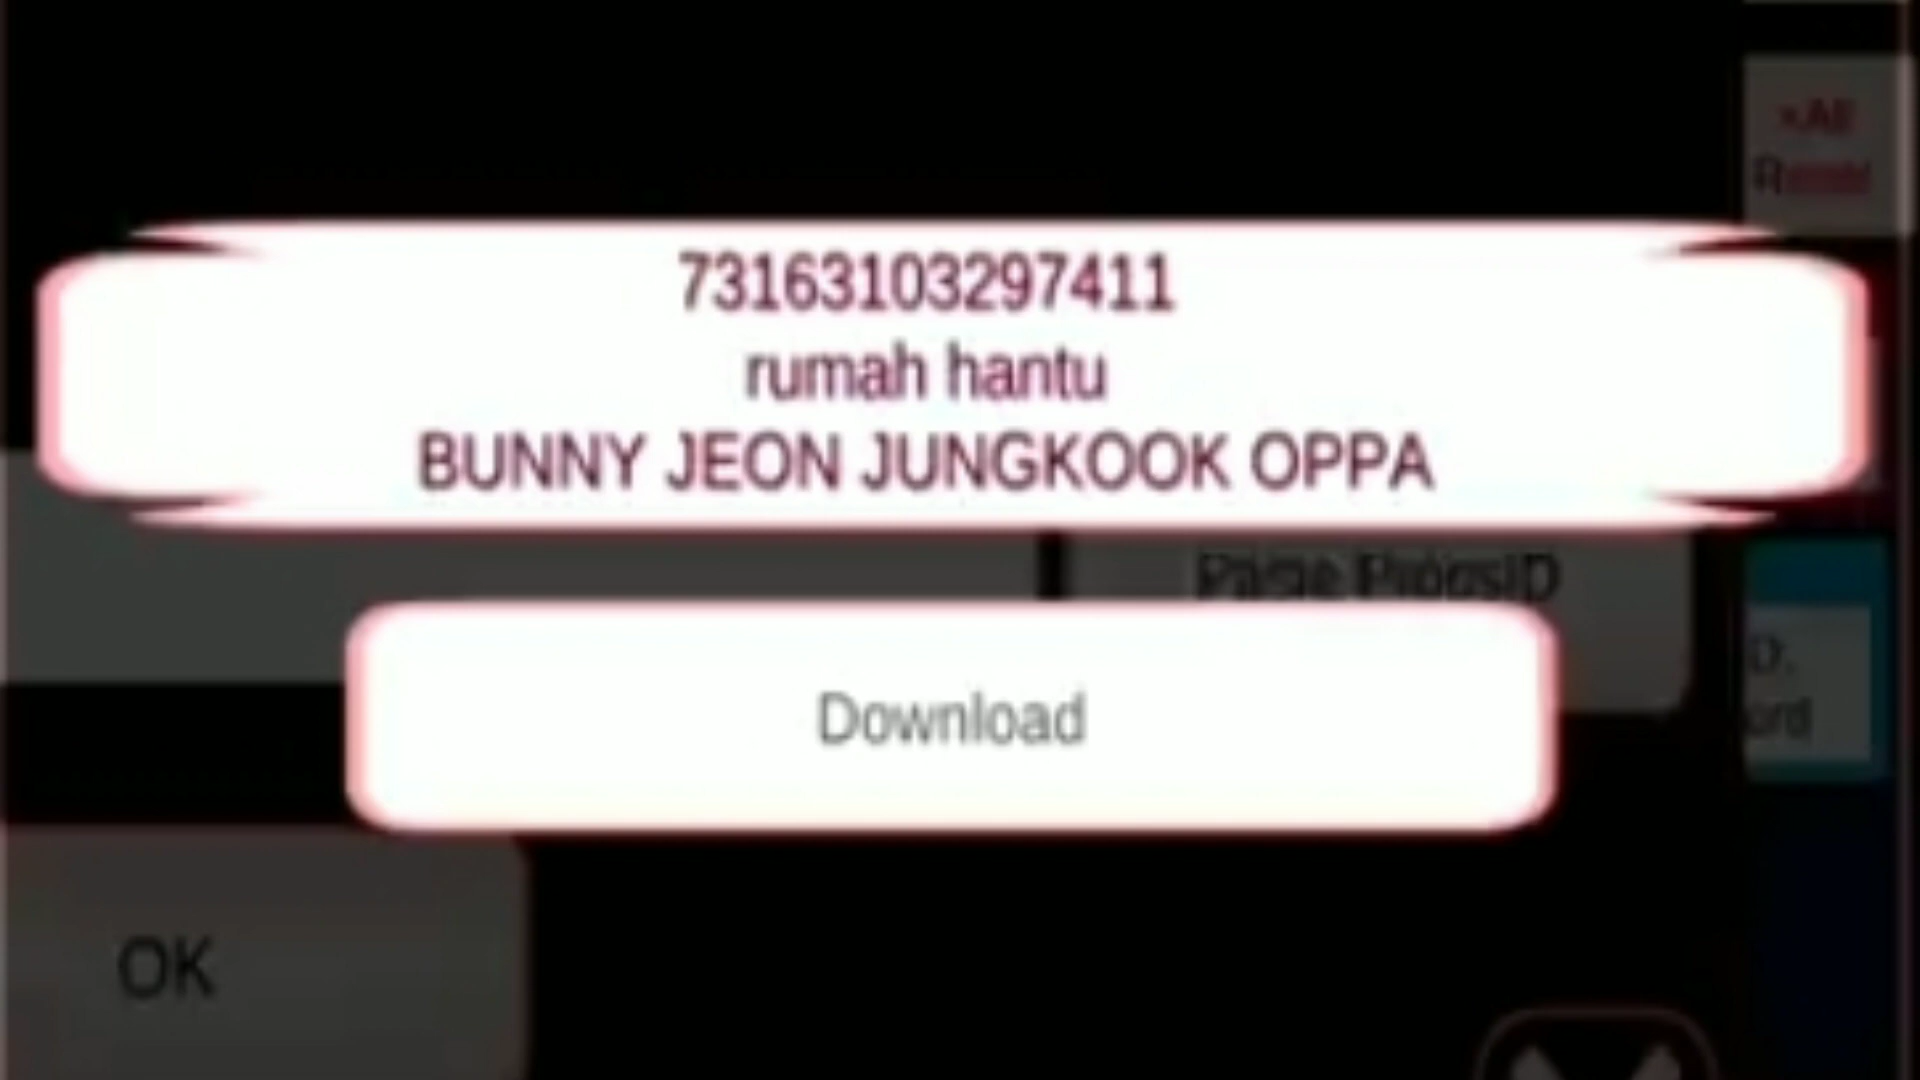 73163103297411
rumah hantu
BUNNY JEON JUNGKOOK OPPA
Download
OK